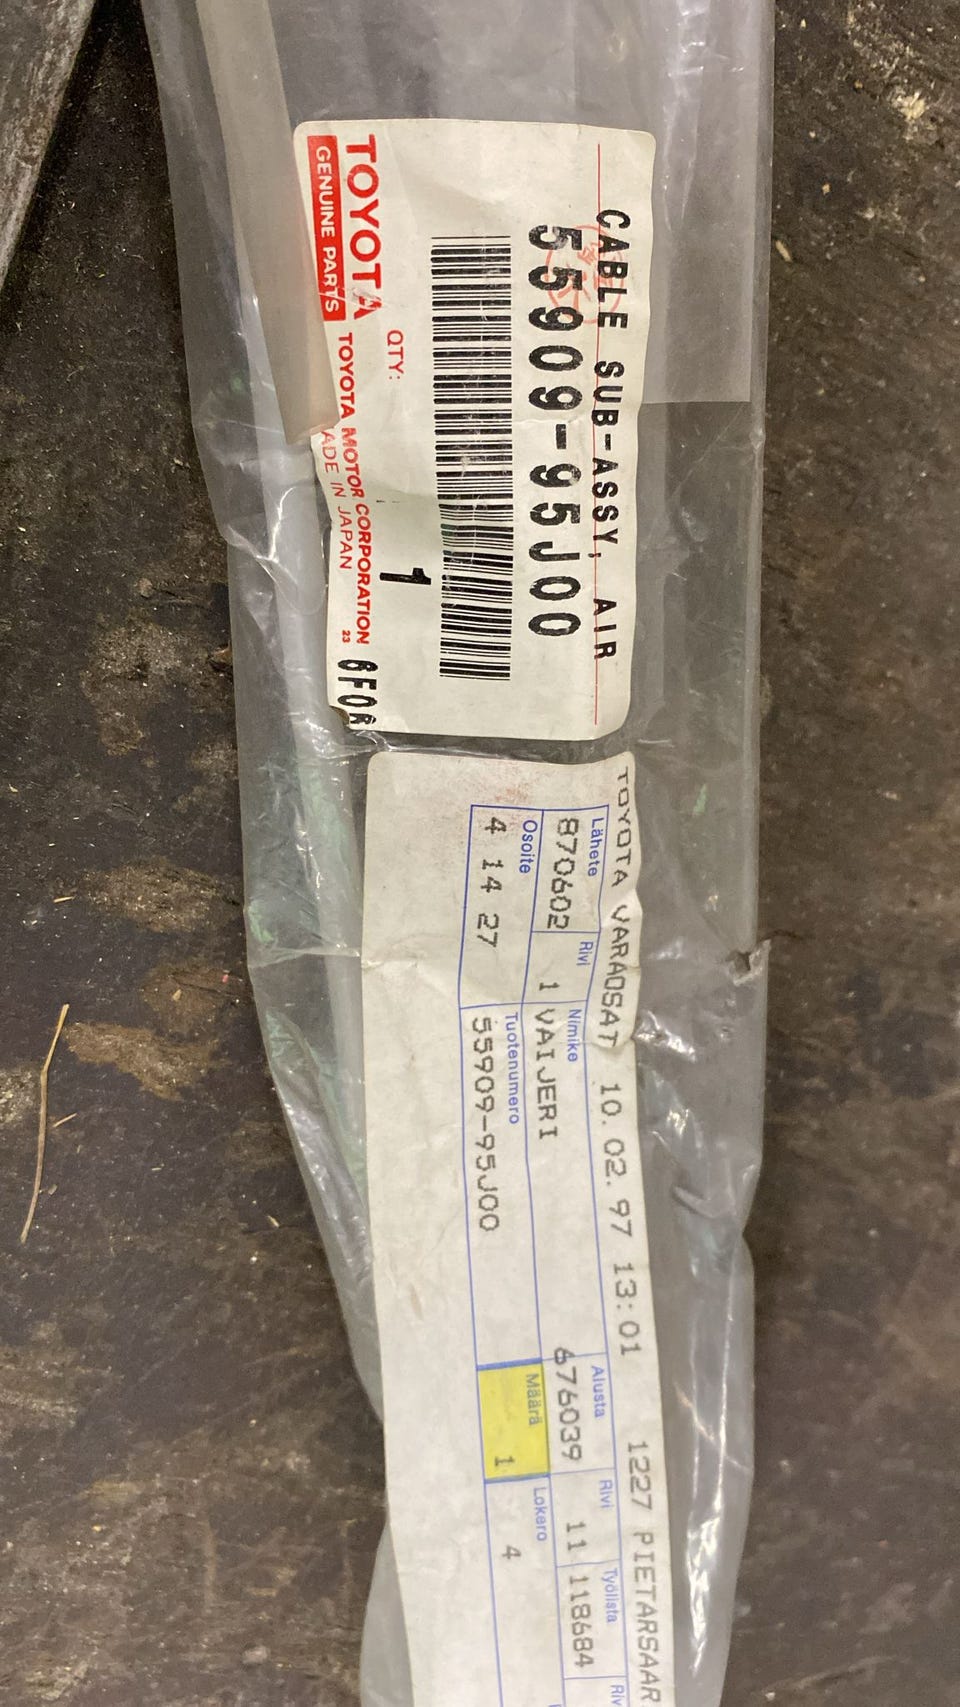 CABLE SUB-ASSY, AIR
55909-95J00
QTY: 1
TOYOTA
GENUINE PARTS
TOYOTA MOTOR CORPORATION
ADE IN JAPAN 23
TOYOTA VARAOSAT 10.02.97 13:01 1227 PIETARSAAR
Lähete Rivi Nimike Alusta Rivi Työlista Riv
870602 1 VAIJERI 676039 11 118684
Osoite Tuotenumero Määrä Lokero
4 14 27 55909-95J00 1 4